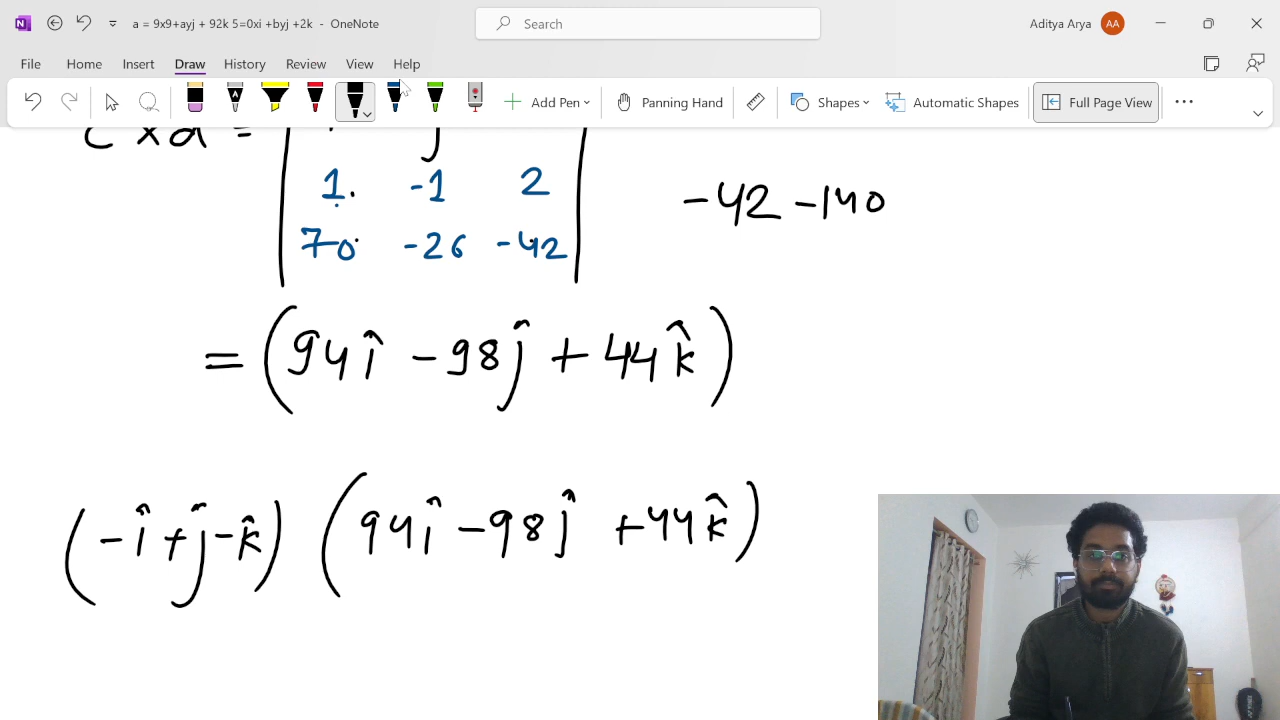 a = 9x9+ayj + 92k 5=0xi +byj +2k - OneNote
Search
Aditya Arya AA
File Home Insert Draw History Review View Help
Add Pen Panning Hand Shapes Automatic Shapes Full Page View
c × d =
j
1. -1 2
-42 -140
70 -26 -42
= (94î - 98ĵ + 44k̂)
(-î + ĵ - k̂) (94î - 98ĵ + 44k̂)